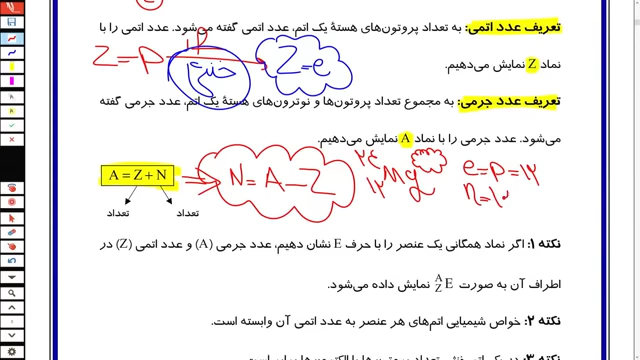 تعریف عدد اتمی: به تعداد پروتون‌های هستهٔ یک اتم، عدد اتمی گفته می‌شود. عدد اتمی را با
نماد Z نمایش می‌دهیم.
Z = P
خنثی
Z = e
تعریف عدد جرمی: به مجموع تعداد پروتون‌ها و نوترون‌های هستهٔ یک اتم، عدد جرمی گفته
می‌شود. عدد جرمی را با نماد A نمایش می‌دهیم.
A = Z + N
N = A – Z
۲۴
۱۲ Mg
e = p = ۱۲
تعداد تعداد
نکته ۱: اگر نماد همگانی یک عنصر را با حرف E نشان دهیم، عدد جرمی (A) و عدد اتمی (Z) در
اطراف آن به صورت A Z E نمایش داده می‌شود.
نکته ۲: خواص شیمیایی اتم‌های هر عنصر به عدد اتمی آن وابسته است.